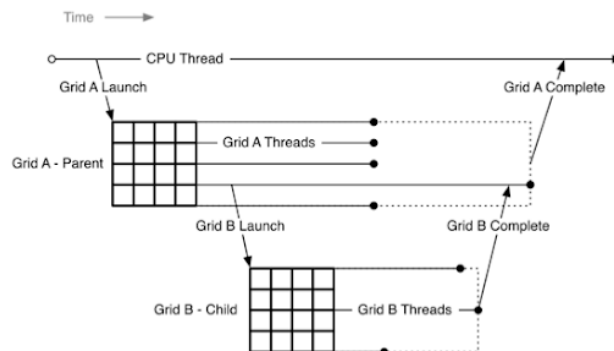 Time
CPU Thread
Grid A Launch
Grid A Complete
Grid A Threads
Grid A - Parent
Grid B Launch
Grid B Complete
Grid B - Child
Grid B Threads